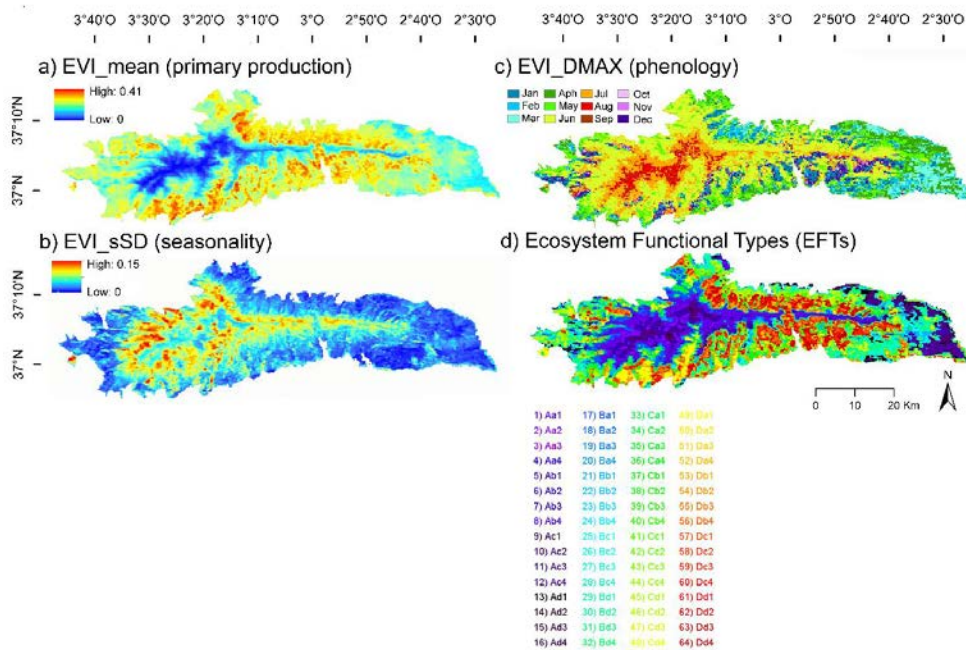 3°40'O 3°30'O 3°20'O 3°10'O 3°O 2°50'O 2°40'O 2°30'O
3°40'O 3°30'O 3°20'O 3°10'O 3°O 2°50'O 2°40'O 2°30'O
a) EVI_mean (primary production)
High: 0.41
Low: 0
37°10'N
37°N
c) EVI_DMAX (phenology)
Jan Aph Jul Oct
Feb May Aug Nov
Mar Jun Sep Dec
b) EVI_sSD (seasonality)
High: 0.15
Low: 0
37°10'N
37°N
d) Ecosystem Functional Types (EFTs)
N
0 10 20 Km
1) Aa1 17) Ba1 33) Ca1 49) Da1
2) Aa2 18) Ba2 34) Ca2 50) Da2
3) Aa3 19) Ba3 35) Ca3 51) Da3
4) Aa4 20) Ba4 36) Ca4 52) Da4
5) Ab1 21) Bb1 37) Cb1 53) Db1
6) Ab2 22) Bb2 38) Cb2 54) Db2
7) Ab3 23) Bb3 39) Cb3 55) Db3
8) Ab4 24) Bb4 40) Cb4 56) Db4
9) Ac1 25) Bc1 41) Cc1 57) Dc1
10) Ac2 26) Bc2 42) Cc2 58) Dc2
11) Ac3 27) Bc3 43) Cc3 59) Dc3
12) Ac4 28) Bc4 44) Cc4 60) Dc4
13) Ad1 29) Bd1 45) Cd1 61) Dd1
14) Ad2 30) Bd2 46) Cd2 62) Dd2
15) Ad3 31) Bd3 47) Cd3 63) Dd3
16) Ad4 32) Bd4 48) Cd4 64) Dd4